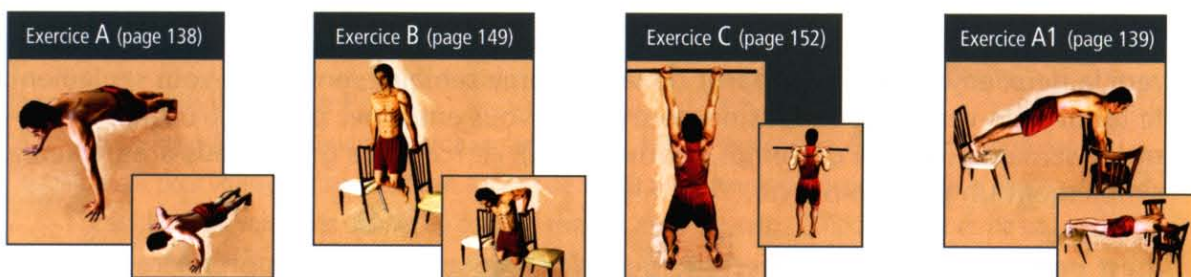 Exercice A (page 138)
Exercice B (page 149)
Exercice C (page 152)
Exercice A1 (page 139)